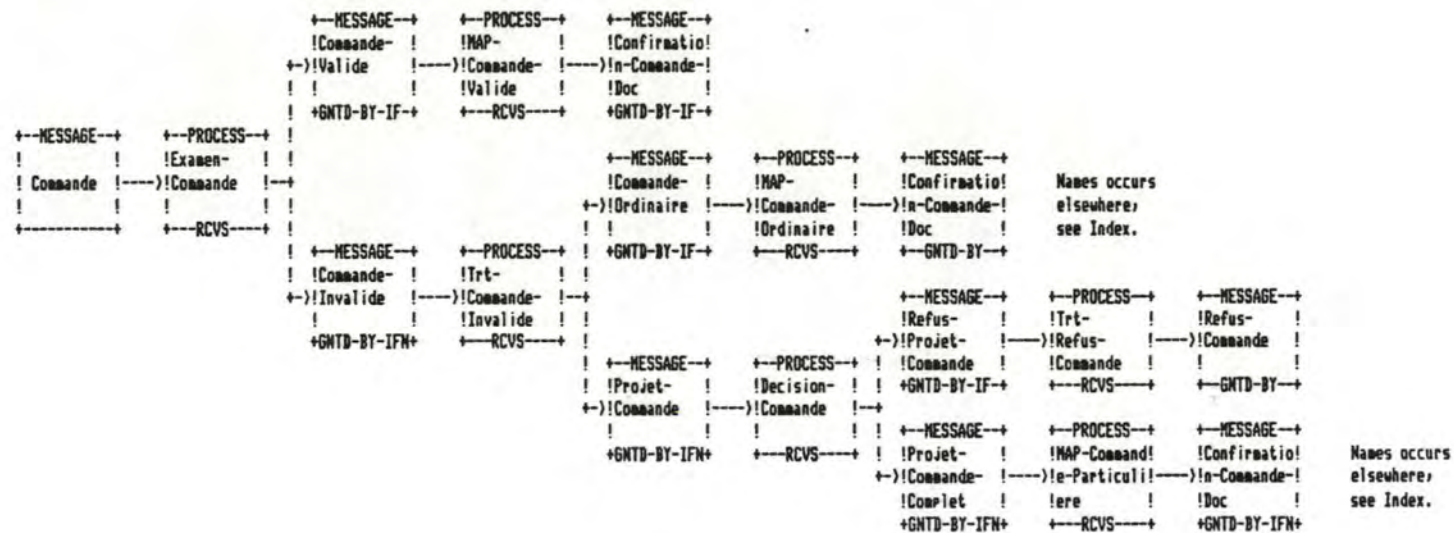 +--MESSAGE--+ +--PROCESS--+ +--MESSAGE--+
!Commande- ! !MAP- ! !Confirmatio!
+-)!Valide !----)!Commande- !----)!n-Commande-!
! ! ! !Valide ! !Doc !
! +GNTD-BY-IF-+ +---RCVS----+ +GNTD-BY-IF-+
+--MESSAGE--+ +--PROCESS--+ !
! ! !Examen- ! ! +--MESSAGE--+ +--PROCESS--+ +--MESSAGE--+
! Commande !----)!Commande !--+ !Commande- ! !MAP- ! !Confirmatio! Names occurs
! ! ! ! ! +-)!Ordinaire !----)!Commande- !----)!n-Commande-! elsewhere,
+-----------+ +---RCVS----+ ! ! ! ! !Ordinaire ! !Doc ! see Index.
! +--MESSAGE--+ +--PROCESS--+ ! +GNTD-BY-IF-+ +---RCVS----+ +--GNTD-BY--+
! !Commande- ! !Trt- ! !
+-)!Invalide !----)!Commande- !--+ +--MESSAGE--+ +--PROCESS--+ +--MESSAGE--+
! ! !Invalide ! ! !Refus- ! !Trt- ! !Refus- !
+GNTD-BY-IFN+ +---RCVS----+ ! +-)!Projet- !----)!Refus- !----)!Commande !
! +--MESSAGE--+ +--PROCESS--+ ! !Commande ! !Commande ! ! !
! !Projet- ! !Decision- ! ! +GNTD-BY-IF-+ +---RCVS----+ +--GNTD-BY--+
+-)!Commande !----)!Commande !--+
! ! ! ! ! +--MESSAGE--+ +--PROCESS--+ +--MESSAGE--+
+GNTD-BY-IFN+ +---RCVS----+ ! !Projet- ! !MAP-Command! !Confirmatio! Names occurs
+-)!Commande- !----)!e-Particuli!----)!n-Commande-! elsewhere,
!Complet ! !ere ! !Doc ! see Index.
+GNTD-BY-IFN+ +---RCVS----+ +GNTD-BY-IFN+